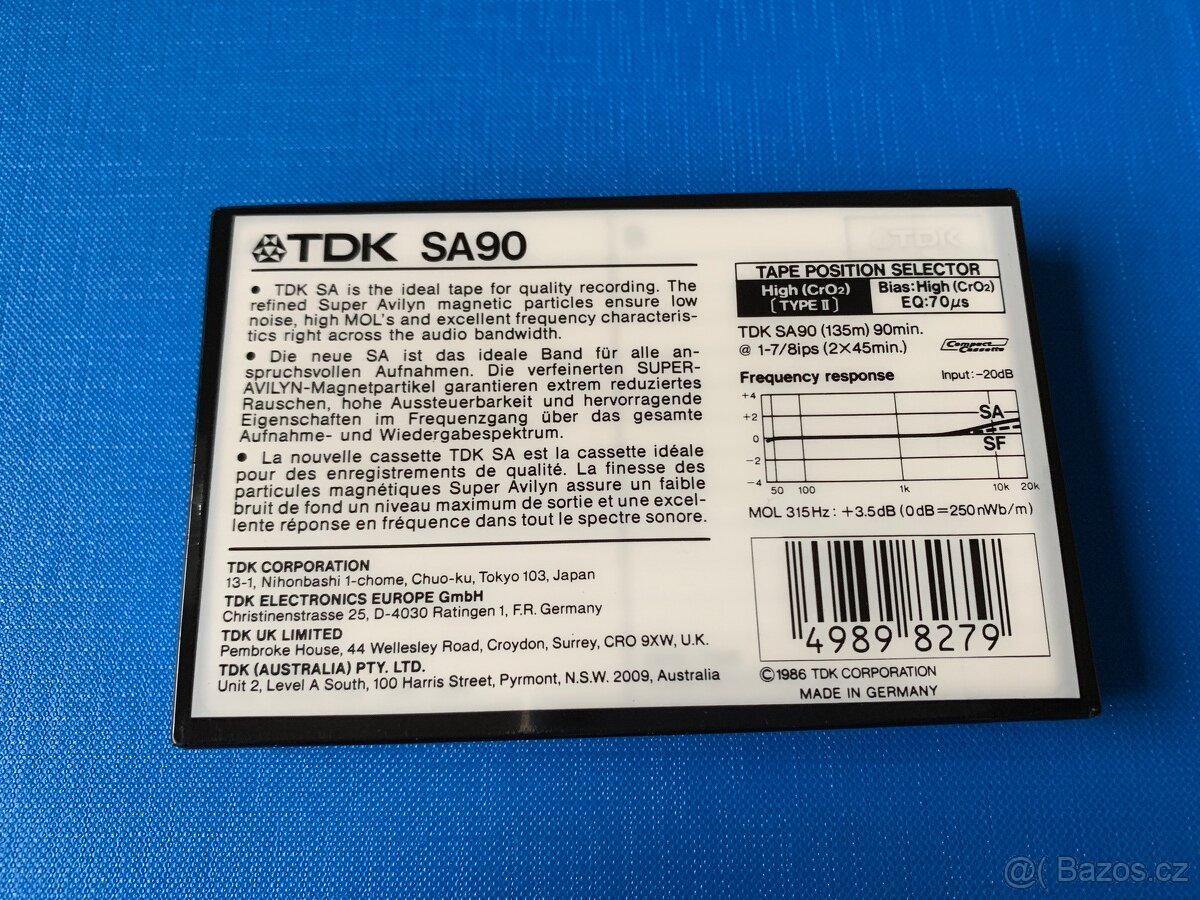 TDK SA90
• TDK SA is the ideal tape for quality recording. The
refined Super Avilyn magnetic particles ensure low
noise, high MOL's and excellent frequency characteris-
tics right across the audio bandwidth.
• Die neue SA ist das ideale Band für alle an-
spruchsvollen Aufnahmen. Die verfeinerten SUPER-
AVILYN-Magnetpartikel garantieren extrem reduziertes
Rauschen, hohe Aussteuerbarkeit und hervorragende
Eigenschaften im Frequenzgang über das gesamte
Aufnahme- und Wiedergabespektrum.
• La nouvelle cassette TDK SA est la cassette idéale
pour des enregistrements de qualité. La finesse des
particules magnétiques Super Avilyn assure un faible
bruit de fond un niveau maximum de sortie et une excel-
lente réponse en fréquence dans tout le spectre sonore.
TDK CORPORATION
13-1, Nihonbashi 1-chome, Chuo-ku, Tokyo 103, Japan
TDK ELECTRONICS EUROPE GmbH
Christinenstrasse 25, D-4030 Ratingen 1, F.R. Germany
TDK UK LIMITED
Pembroke House, 44 Wellesley Road, Croydon, Surrey, CRO 9XW, U.K.
TDK (AUSTRALIA) PTY. LTD.
Unit 2, Level A South, 100 Harris Street, Pyrmont, N.S.W. 2009, Australia
TDK
TAPE POSITION SELECTOR
High (CrO2) Bias: High (CrO2)
[TYPE II] EQ: 70μs
TDK SA90 (135m) 90min.
@ 1-7/8ips (2×45min.)
Compact Cassette
Frequency response Input: -20dB
+4
+2
0
-2
-4
SA
SF
50 100 1k 10k 20k
MOL 315Hz: +3.5dB (0dB=250nWb/m)
4989 8279
©1986 TDK CORPORATION
MADE IN GERMANY
@( Bazos.cz